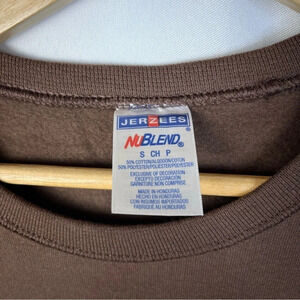 JERZEES
NUBLEND®
S CH P
50% COTTON/ALGODON/COTON
50% POLYESTER/POLIESTER/POLYESTER
EXCLUSIVE OF DECORATION
EXCEPTO DECORACION
GARNITURE NON COMPRISE
MADE IN HONDURAS
HECHO EN HONDURAS
CON INSUMOS IMPORTADOS
FABRIQUÉ AU HONDURAS